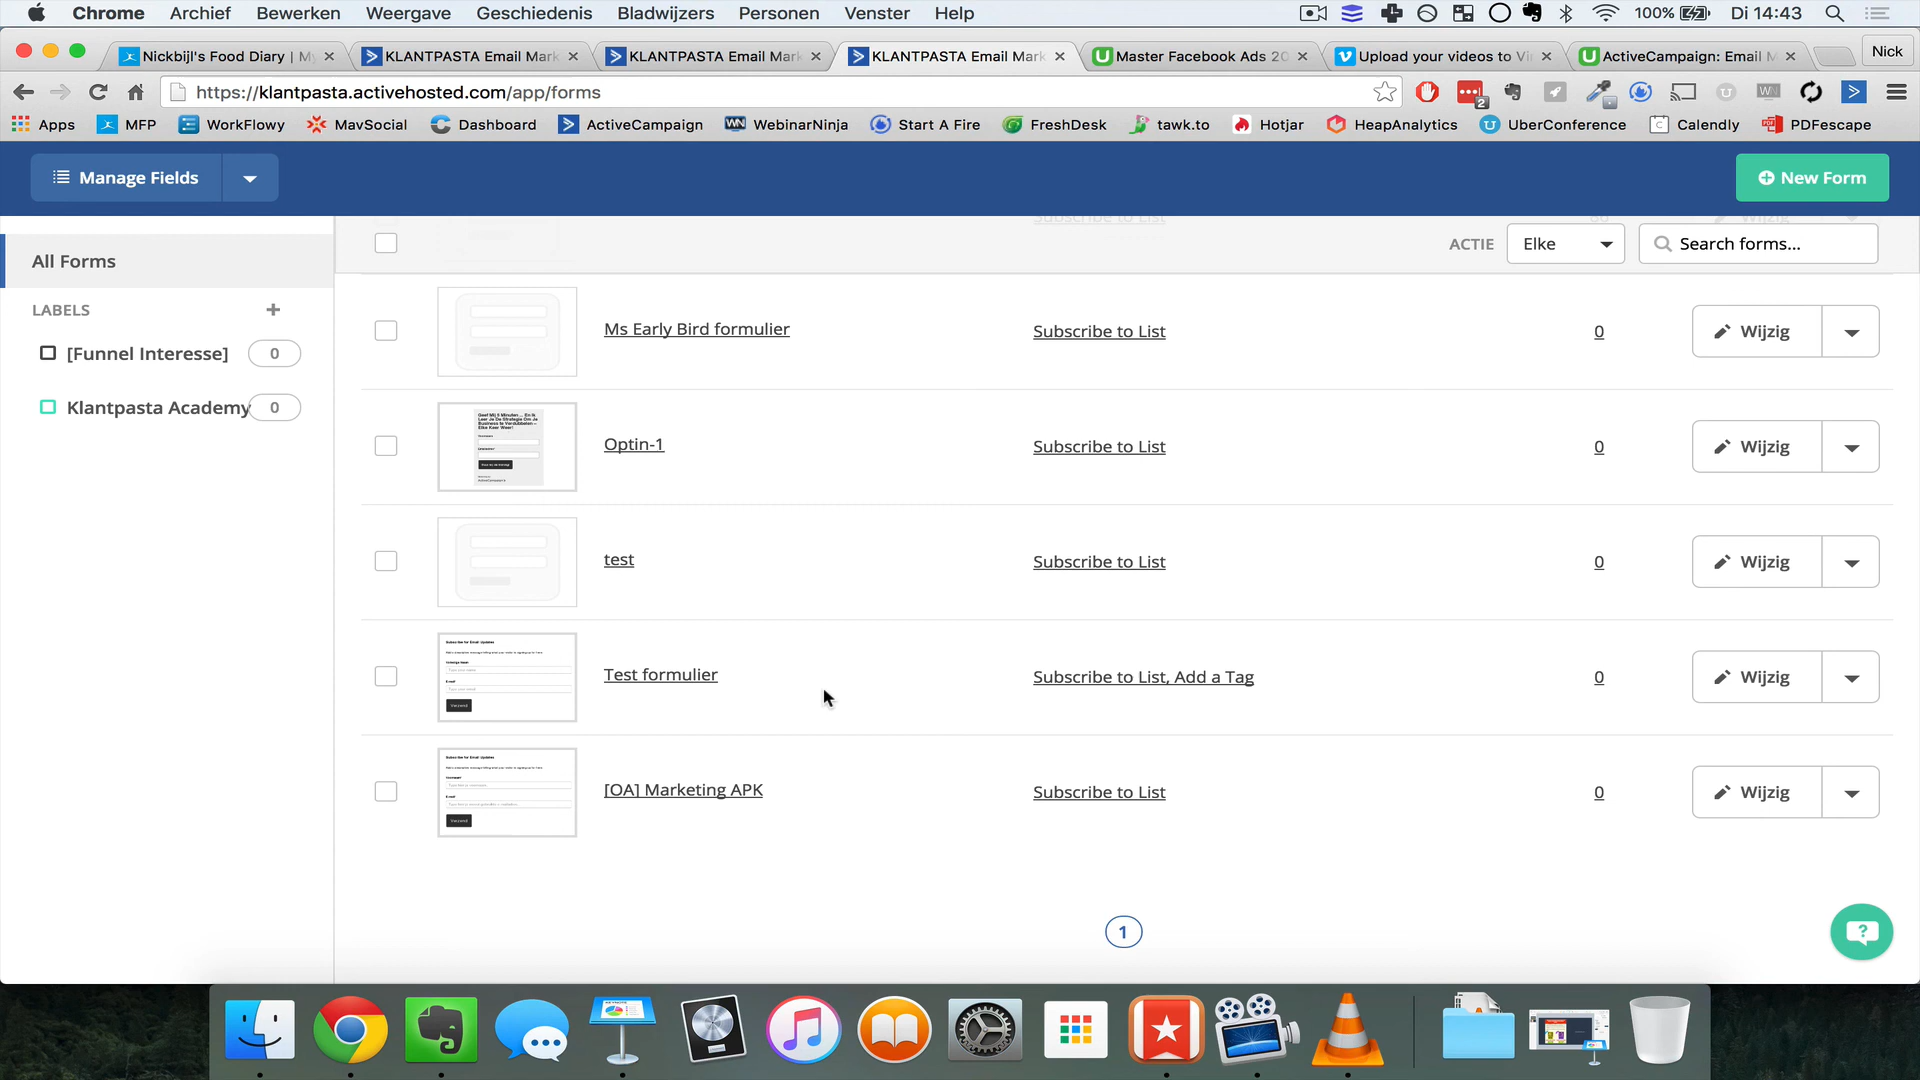 Chrome Archief Bewerken Weergave Geschiedenis Bladwijzers Personen Venster Help 100% Di 14:43
Nickbijl's Food Diary | My KLANTPASTA Email Mark KLANTPASTA Email Mark KLANTPASTA Email Mark Master Facebook Ads 20 Upload your videos to Vi ActiveCampaign: Email M Nick
https://klantpasta.activehosted.com/app/forms 2
Apps MFP WorkFlowy MavSocial Dashboard ActiveCampaign WebinarNinja Start A Fire FreshDesk tawk.to Hotjar HeapAnalytics UberConference Calendly PDFescape
Manage Fields New Form
Subscribe to List Wijzig
All Forms ACTIE Elke Search forms...
LABELS +
[Funnel Interesse] 0
Klantpasta Academy 0
Ms Early Bird formulier Subscribe to List 0 Wijzig
Optin-1 Subscribe to List 0 Wijzig
test Subscribe to List 0 Wijzig
Test formulier Subscribe to List, Add a Tag 0 Wijzig
[OA] Marketing APK Subscribe to List 0 Wijzig
1